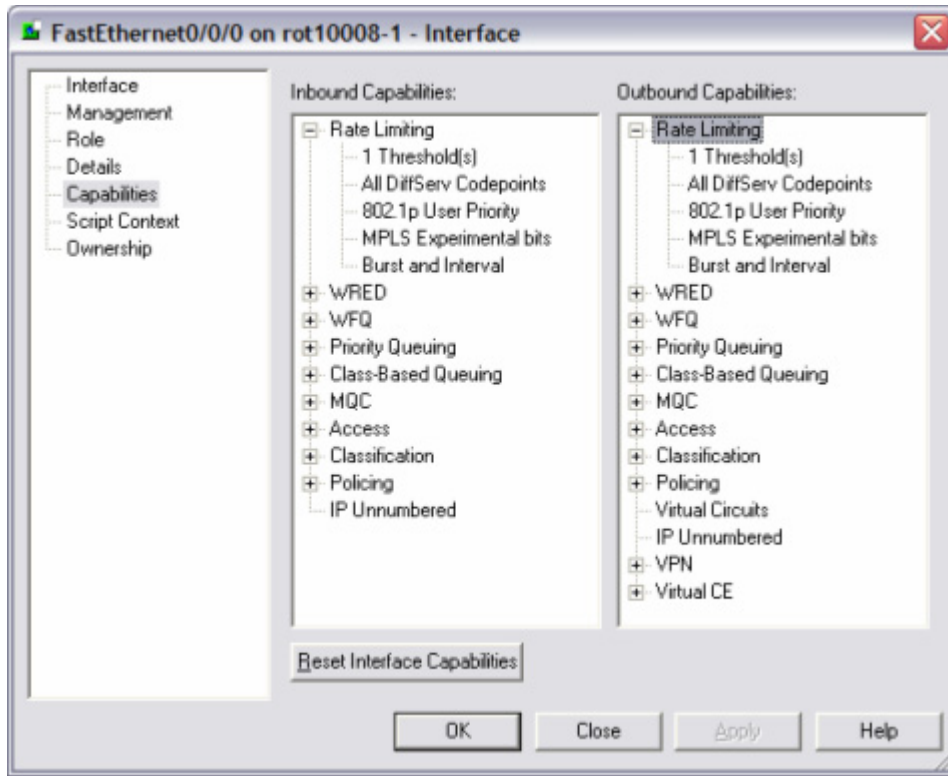 FastEthernet0/0/0 on rot10008-1 - Interface
Interface
Management
Role
Details
Capabilities
Script Context
Ownership
Inbound Capabilities:
Rate Limiting
1 Threshold(s)
All DiffServ Codepoints
802.1p User Priority
MPLS Experimental bits
Burst and Interval
WRED
WFQ
Priority Queuing
Class-Based Queuing
MQC
Access
Classification
Policing
IP Unnumbered
Outbound Capabilities:
Rate Limiting
1 Threshold(s)
All DiffServ Codepoints
802.1p User Priority
MPLS Experimental bits
Burst and Interval
WRED
WFQ
Priority Queuing
Class-Based Queuing
MQC
Access
Classification
Policing
Virtual Circuits
IP Unnumbered
VPN
Virtual CE
Reset Interface Capabilities
OK
Close
Apply
Help